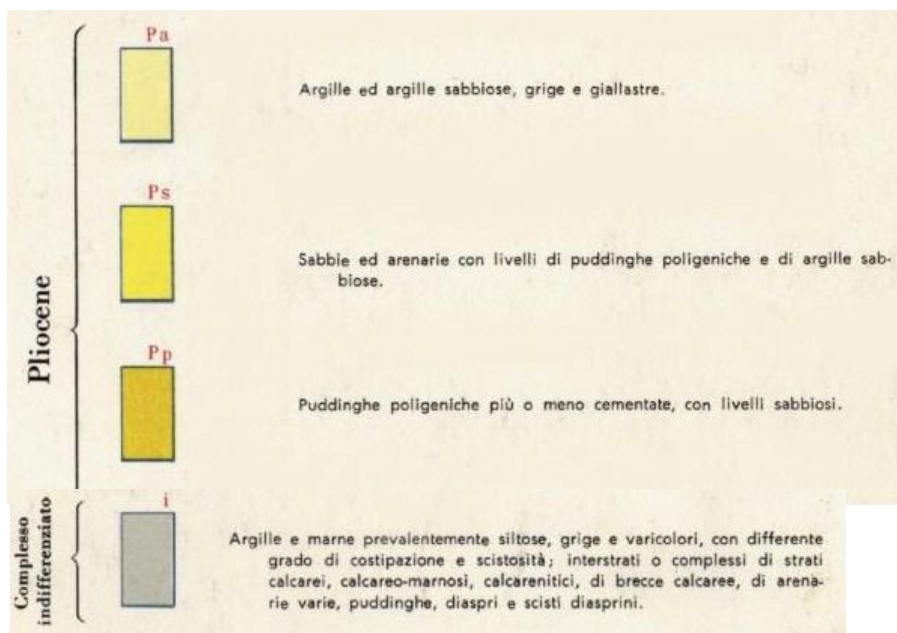 Pliocene
Pa
Argille ed argille sabbiose, grige e giallastre.
Ps
Sabbie ed arenarie con livelli di puddinghe poligeniche e di argille sab-
biose.
Pp
Puddinghe poligeniche più o meno cementate, con livelli sabbiosi.
Complesso
indifferenziato
i
Argille e marne prevalentemente siltose, grige e varicolori, con differente
grado di costipazione e scistosità; interstrati o complessi di strati
calcarei, calcareo-marnosi, calcarenitici, di brecce calcaree, di arena-
rie varie, puddinghe, diaspri e scisti diasprini.